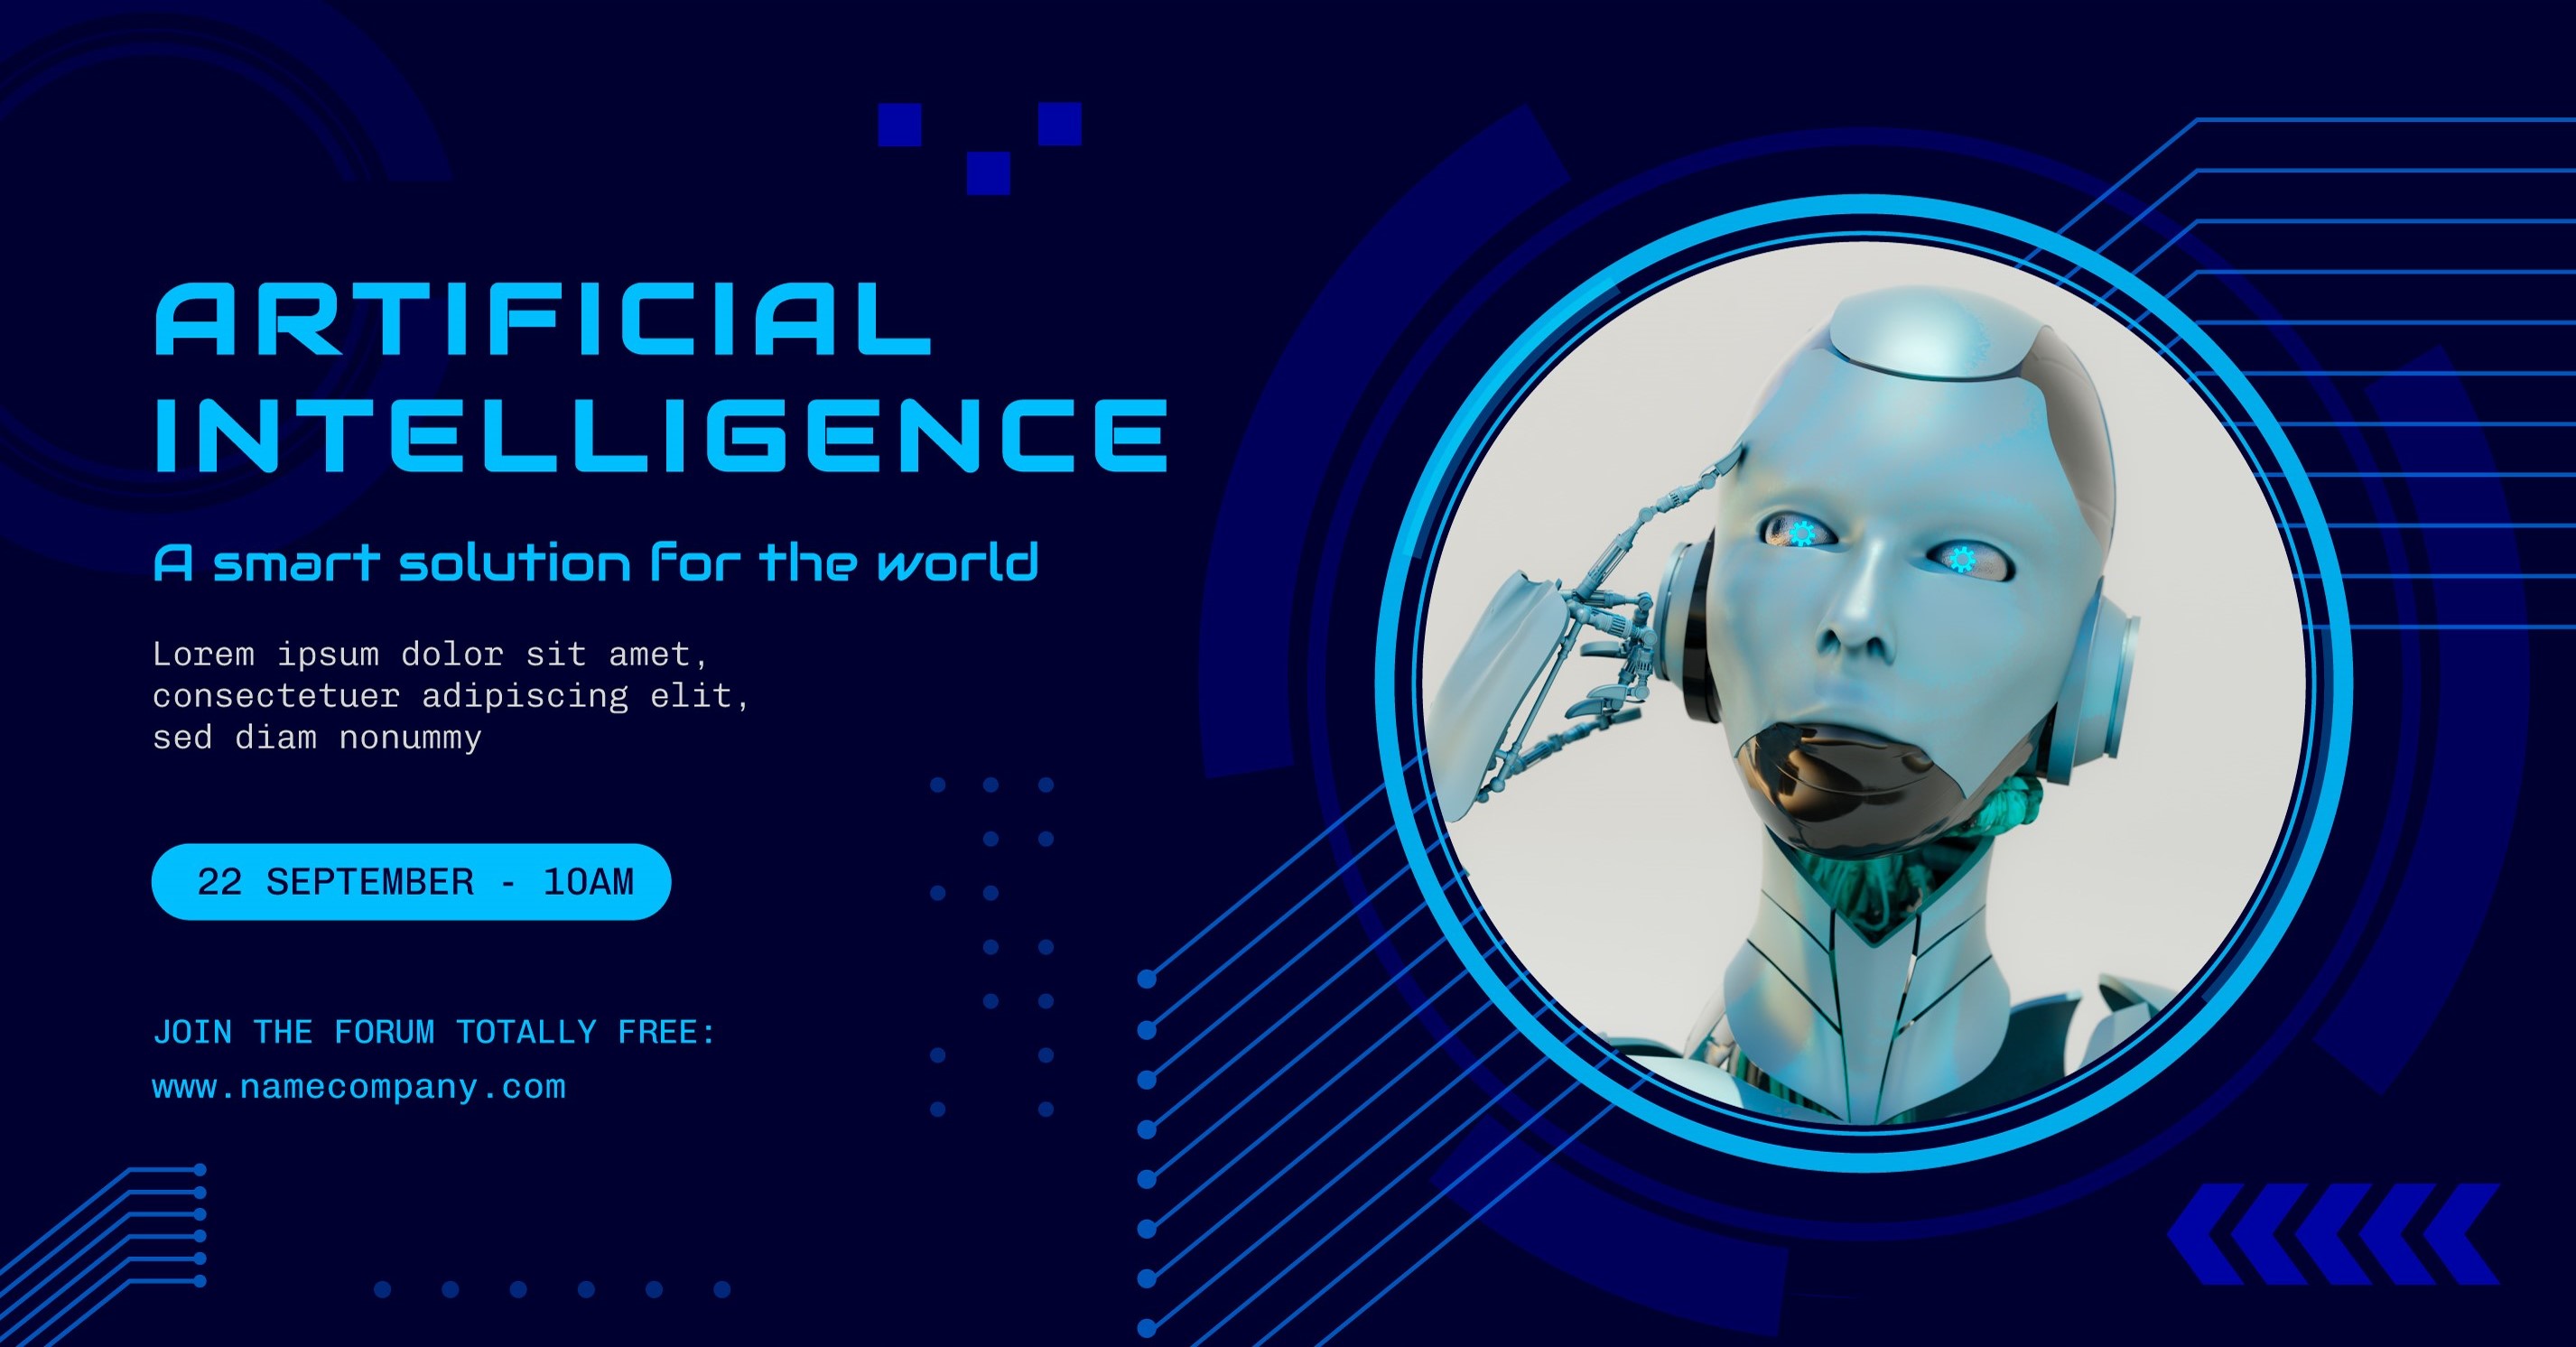 ARTIFICIAL
INTELLIGENCE
A smart solution for the world
Lorem ipsum dolor sit amet,
consectetuer adipiscing elit,
sed diam nonummy
22 SEPTEMBER - 10AM
JOIN THE FORUM TOTALLY FREE:
www.namecompany.com